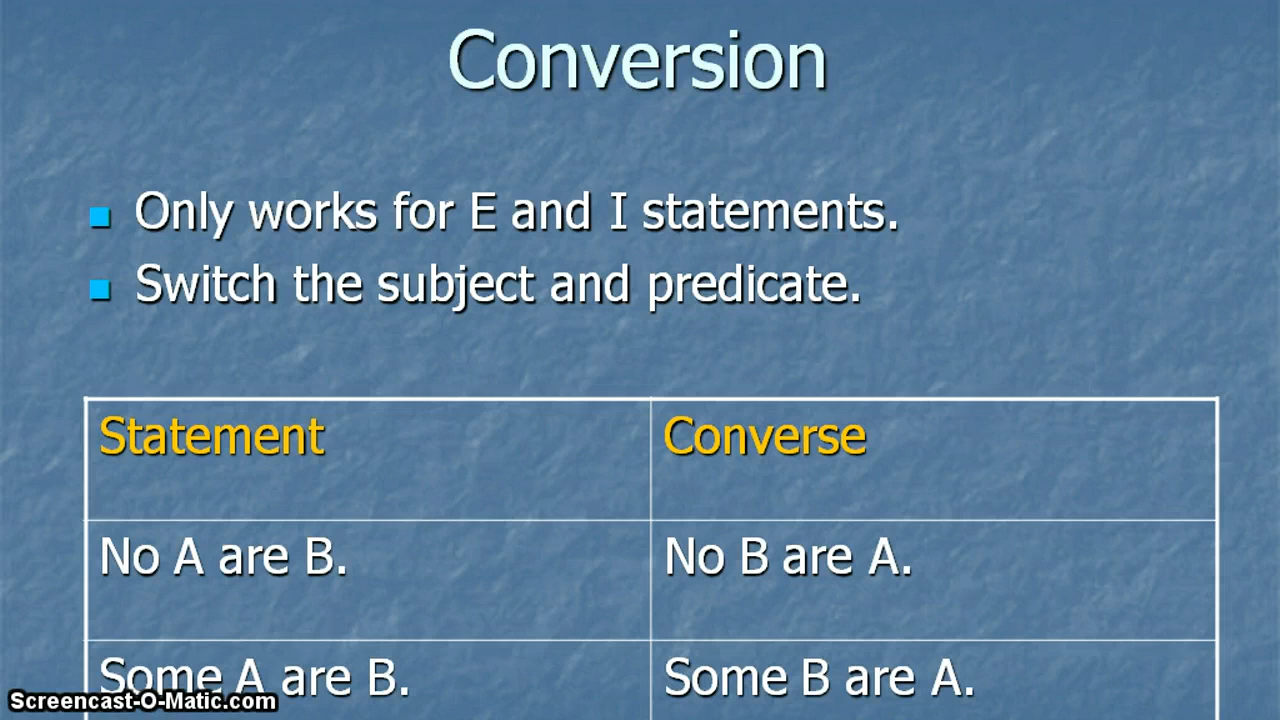 Conversion
Only works for E and I statements.
Switch the subject and predicate.
Statement Converse
No A are B. No B are A.
Some A are B. Some B are A.
Screencast-O-Matic.com